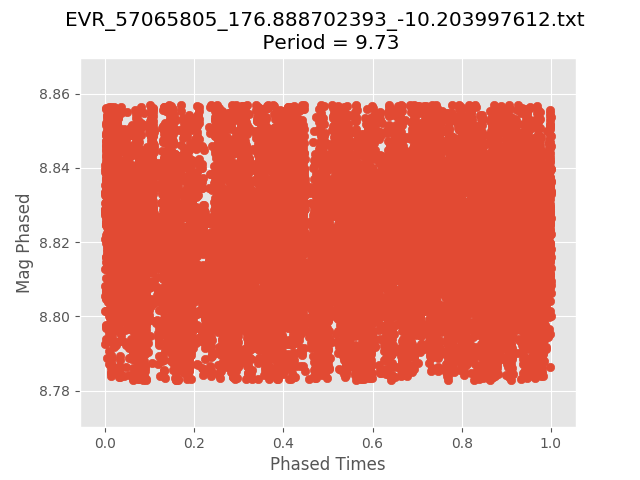 EVR_57065805_176.888702393_-10.203997612.txt
Period = 9.73
Mag Phased
8.86
8.84
8.82
8.80
8.78
0.0 0.2 0.4 0.6 0.8 1.0
Phased Times